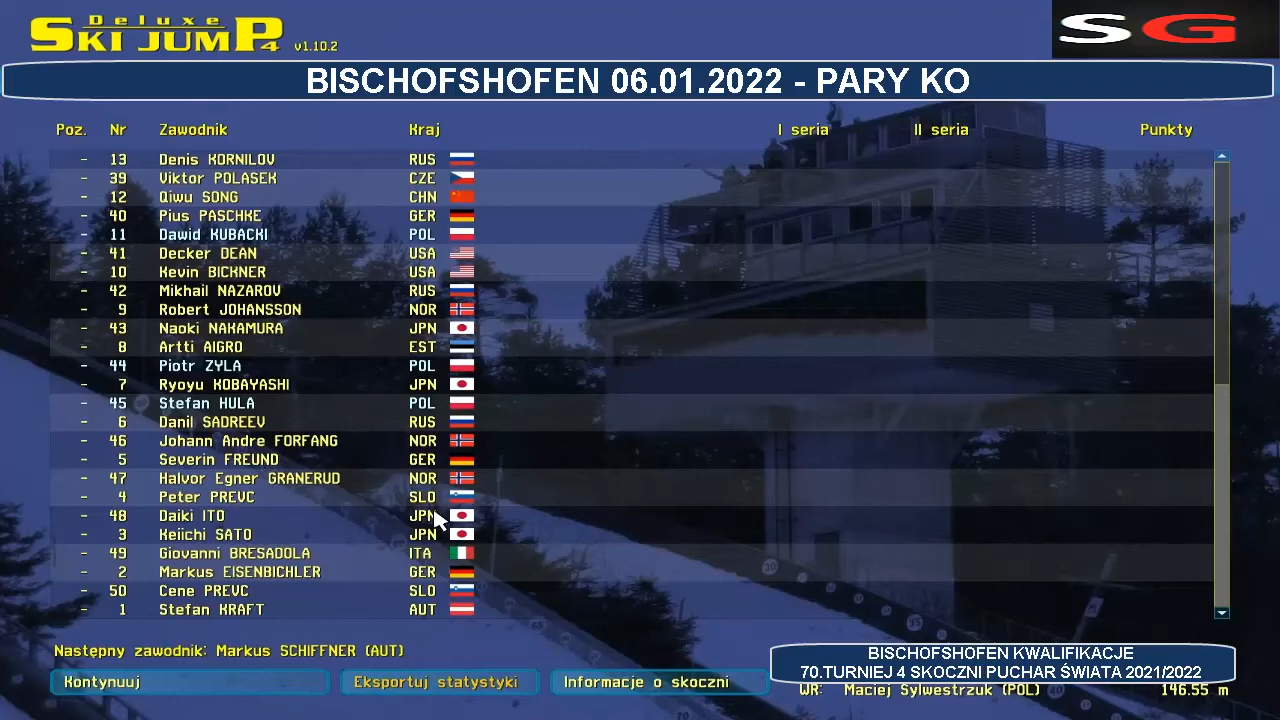 Deluxe
SKI JUMP 4 v1.10.2
SG
BISCHOFSHOFEN 06.01.2022 - PARY KO
Poz. Nr Zawodnik Kraj I seria II seria Punkty
- 13 Denis KORNILOV RUS
- 39 Viktor POLASEK CZE
- 12 Qiwu SONG CHN
- 40 Pius PASCHKE GER
- 11 Dawid KUBACKI POL
- 41 Decker DEAN USA
- 10 Kevin BICKNER USA
- 42 Mikhail NAZAROV RUS
- 9 Robert JOHANSSON NOR
- 43 Naoki NAKAMURA JPN
- 8 Artti AIGRO EST
- 44 Piotr ZYLA POL
- 7 Ryoyu KOBAYASHI JPN
- 45 Stefan HULA POL
- 6 Danil SADREEV RUS
- 46 Johann Andre FORFANG NOR
- 5 Severin FREUND GER
- 47 Halvor Egner GRANERUD NOR
- 4 Peter PREVC SLO
- 48 Daiki ITO JPN
- 3 Keiichi SATO JPN
- 49 Giovanni BRESADOLA ITA
- 2 Markus EISENBICHLER GER
- 50 Cene PREVC SLO
- 1 Stefan KRAFT AUT
Następny zawodnik: Markus SCHIFFNER (AUT)
Kontynuuj Eksportuj statystyki Informacje o skoczni
BISCHOFSHOFEN KWALIFIKACJE
70.TURNIEJ 4 SKOCZNI PUCHAR ŚWIATA 2021/2022
WR: Maciej Sylwestrzuk (POL) 146.55 m